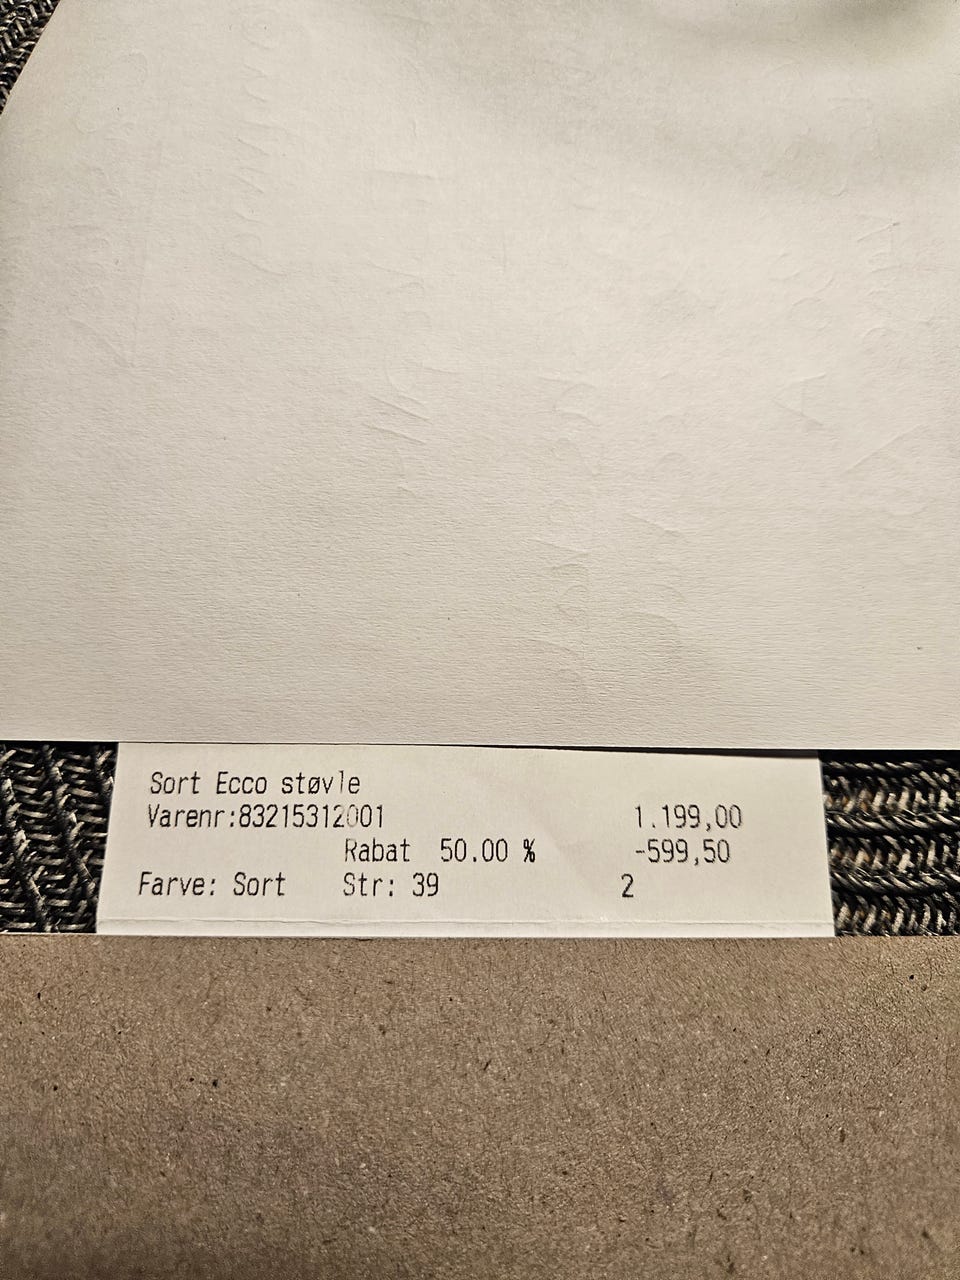 Sort Ecco støvle
Varenr:83215312001 1.199,00
Rabat 50.00 % -599,50
Farve: Sort Str: 39 2